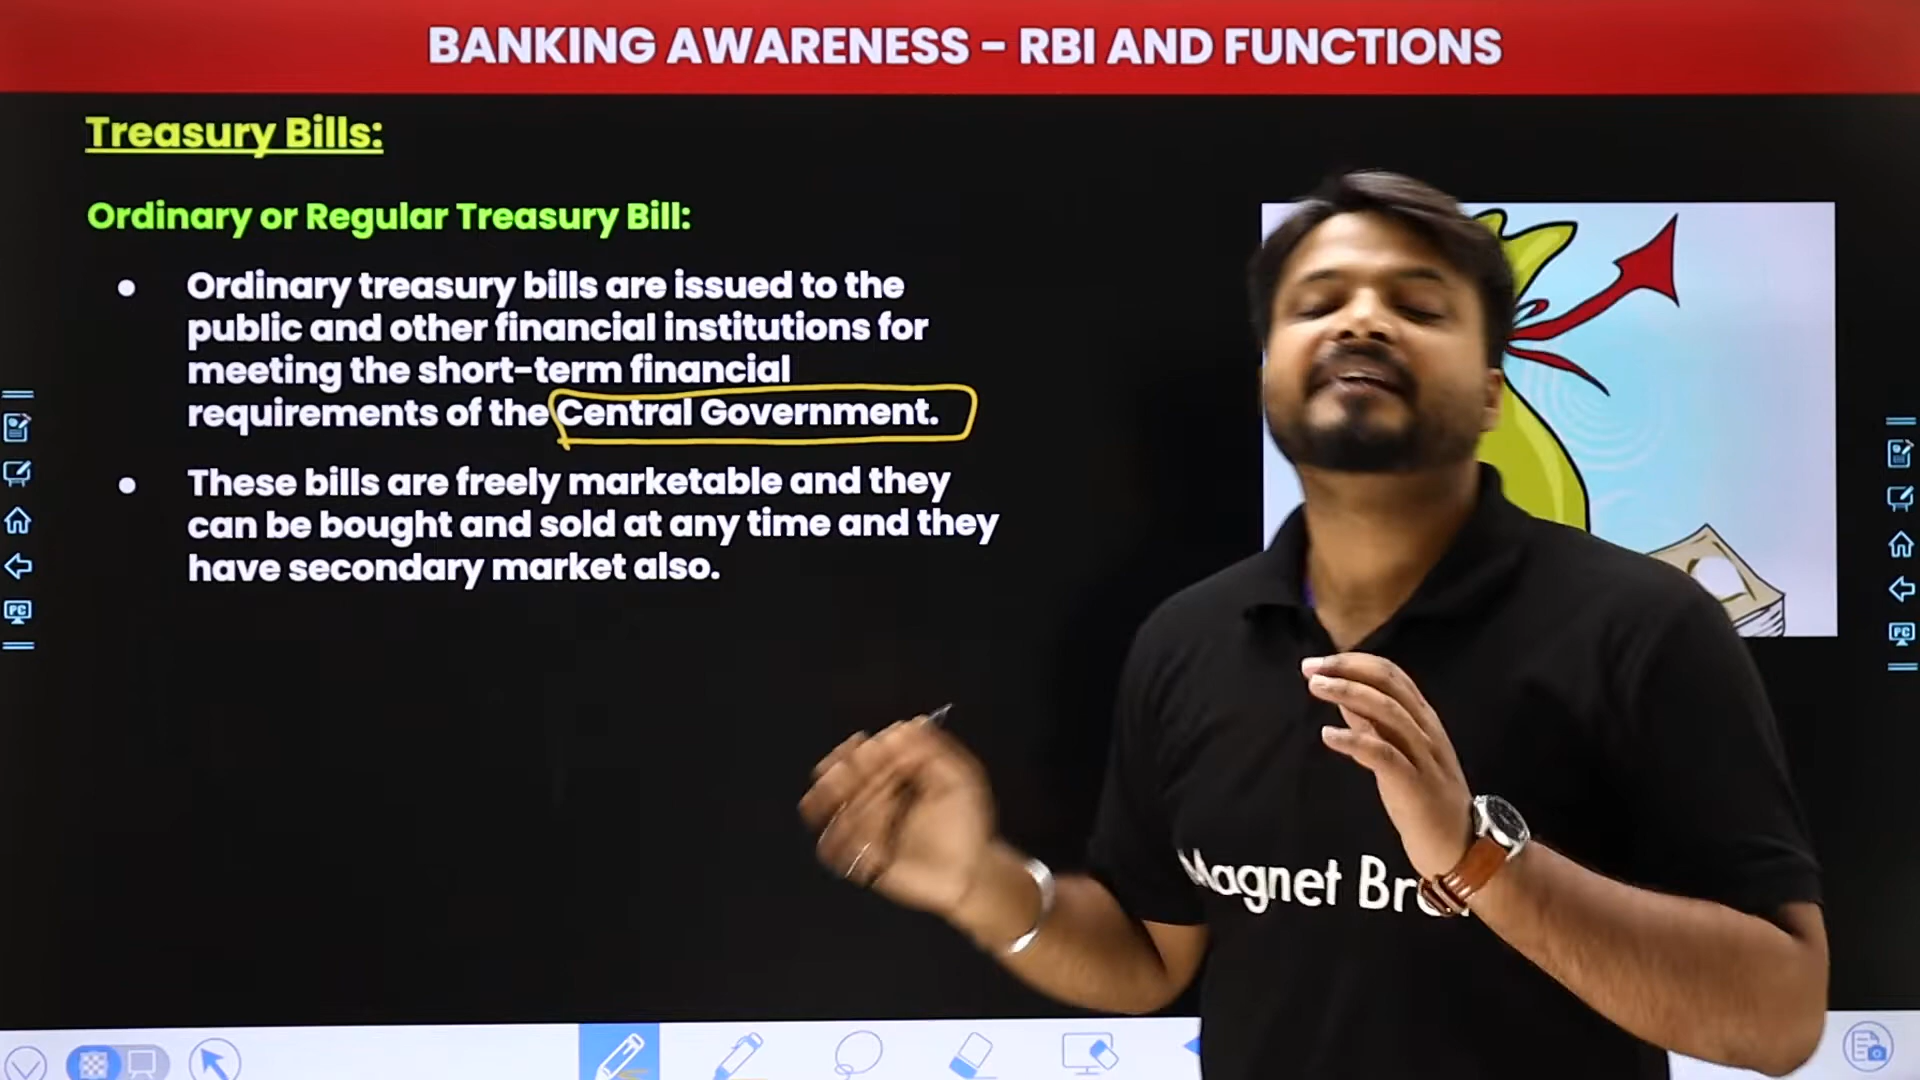 BANKING AWARENESS - RBI AND FUNCTIONS
Treasury Bills:
Ordinary or Regular Treasury Bill:
• Ordinary treasury bills are issued to the
public and other financial institutions for
meeting the short-term financial
requirements of the Central Government.
• These bills are freely marketable and they
can be bought and sold at any time and they
have secondary market also.
PC
PC
Magnet Br